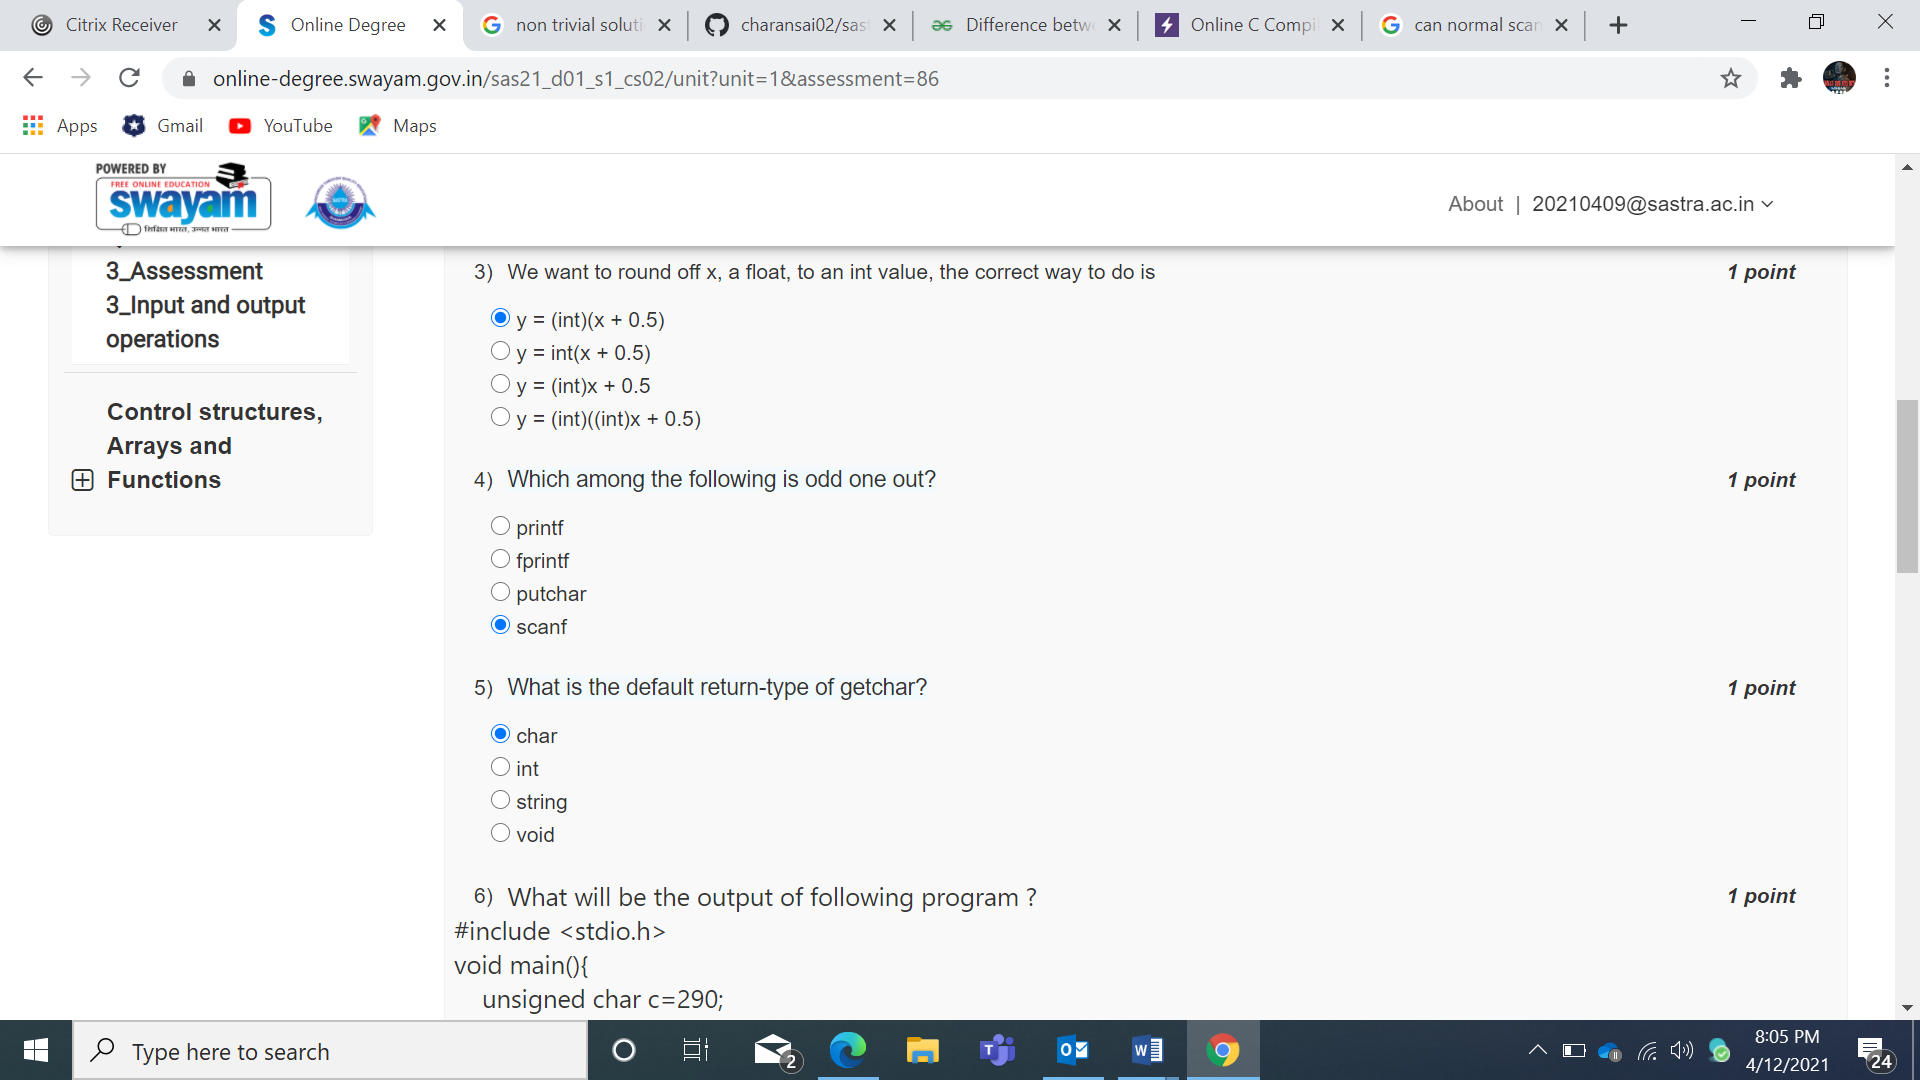 Citrix Receiver
Online Degree
non trivial soluti
charansai02/sas
Difference betw
Online C Compi
can normal scan
online-degree.swayam.gov.in/sas21_d01_s1_cs02/unit?unit=1&assessment=86
Apps
Gmail
YouTube
Maps
POWERED BY
FREE ONLINE EDUCATION
swayam
शिक्षित भारत, उन्नत भारत
About | 20210409@sastra.ac.in
3_Assessment
3_Input and output
operations
Control structures,
Arrays and
Functions
3) We want to round off x, a float, to an int value, the correct way to do is 1 point
y = (int)(x + 0.5)
y = int(x + 0.5)
y = (int)x + 0.5
y = (int)((int)x + 0.5)
4) Which among the following is odd one out? 1 point
printf
fprintf
putchar
scanf
5) What is the default return-type of getchar? 1 point
char
int
string
void
6) What will be the output of following program ? 1 point
#include <stdio.h>
void main(){
unsigned char c=290;
Type here to search
2
8:05 PM
4/12/2021
24